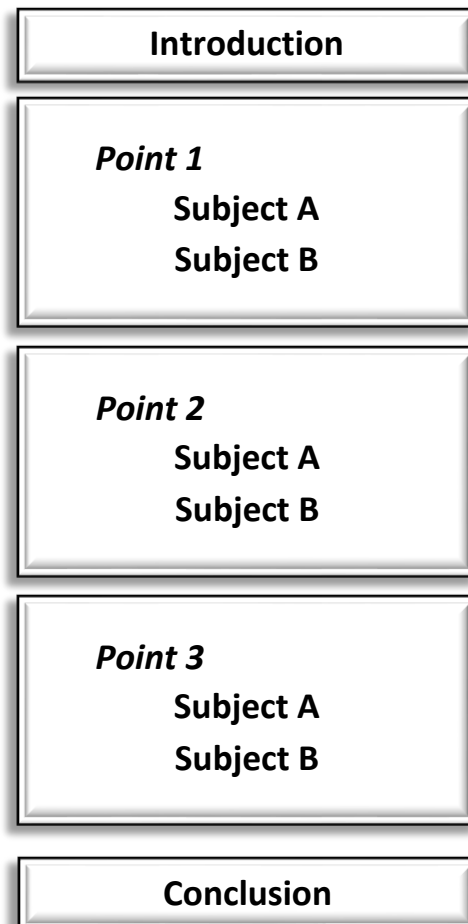 Introduction
Point 1
Subject A
Subject B
Point 2
Subject A
Subject B
Point 3
Subject A
Subject B
Conclusion